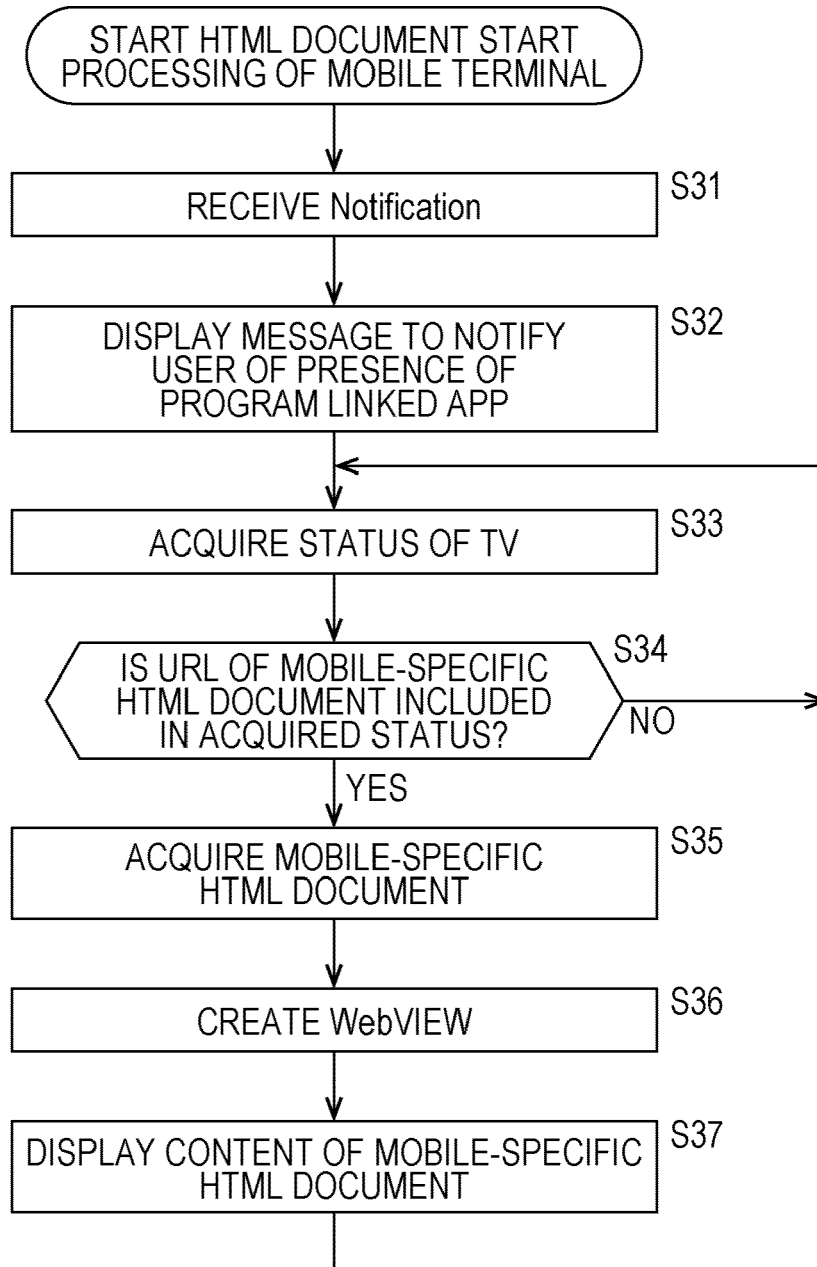 START HTML DOCUMENT START
PROCESSING OF MOBILE TERMINAL
S31
RECEIVE Notification
S32
DISPLAY MESSAGE TO NOTIFY
USER OF PRESENCE OF
PROGRAM LINKED APP
S33
ACQUIRE STATUS OF TV
S34
IS URL OF MOBILE-SPECIFIC
HTML DOCUMENT INCLUDED
IN ACQUIRED STATUS?
NO
YES
S35
ACQUIRE MOBILE-SPECIFIC
HTML DOCUMENT
S36
CREATE WebVIEW
S37
DISPLAY CONTENT OF MOBILE-SPECIFIC
HTML DOCUMENT